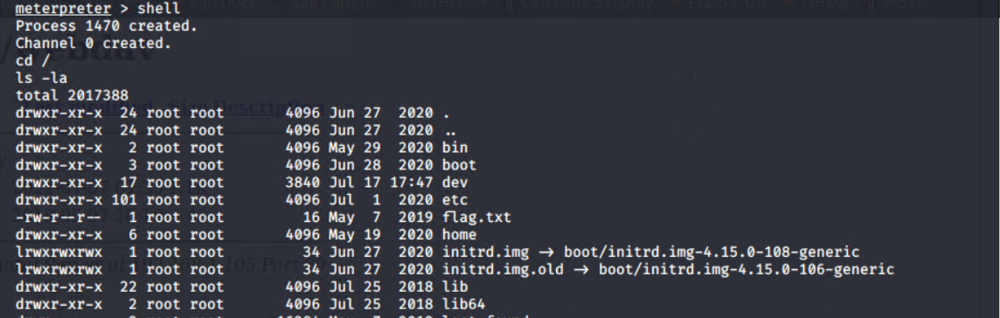 meterpreter > shell
Process 1470 created.
Channel 0 created.
cd /
ls -la
total 2017388
drwxr-xr-x  24 root root       4096 Jun 27  2020 .
drwxr-xr-x  24 root root       4096 Jun 27  2020 ..
drwxr-xr-x   2 root root       4096 May 29  2020 bin
drwxr-xr-x   3 root root       4096 Jun 28  2020 boot
drwxr-xr-x  17 root root       3840 Jul 17 17:47 dev
drwxr-xr-x 101 root root       4096 Jul  1  2020 etc
-rw-r--r--   1 root root         16 May  7  2019 flag.txt
drwxr-xr-x   6 root root       4096 May 19  2020 home
lrwxrwxrwx   1 root root         34 Jun 27  2020 initrd.img → boot/initrd.img-4.15.0-108-generic
lrwxrwxrwx   1 root root         34 Jun 27  2020 initrd.img.old → boot/initrd.img-4.15.0-106-generic
drwxr-xr-x  22 root root       4096 Jul 25  2018 lib
drwxr-xr-x   2 root root       4096 Jul 25  2018 lib64